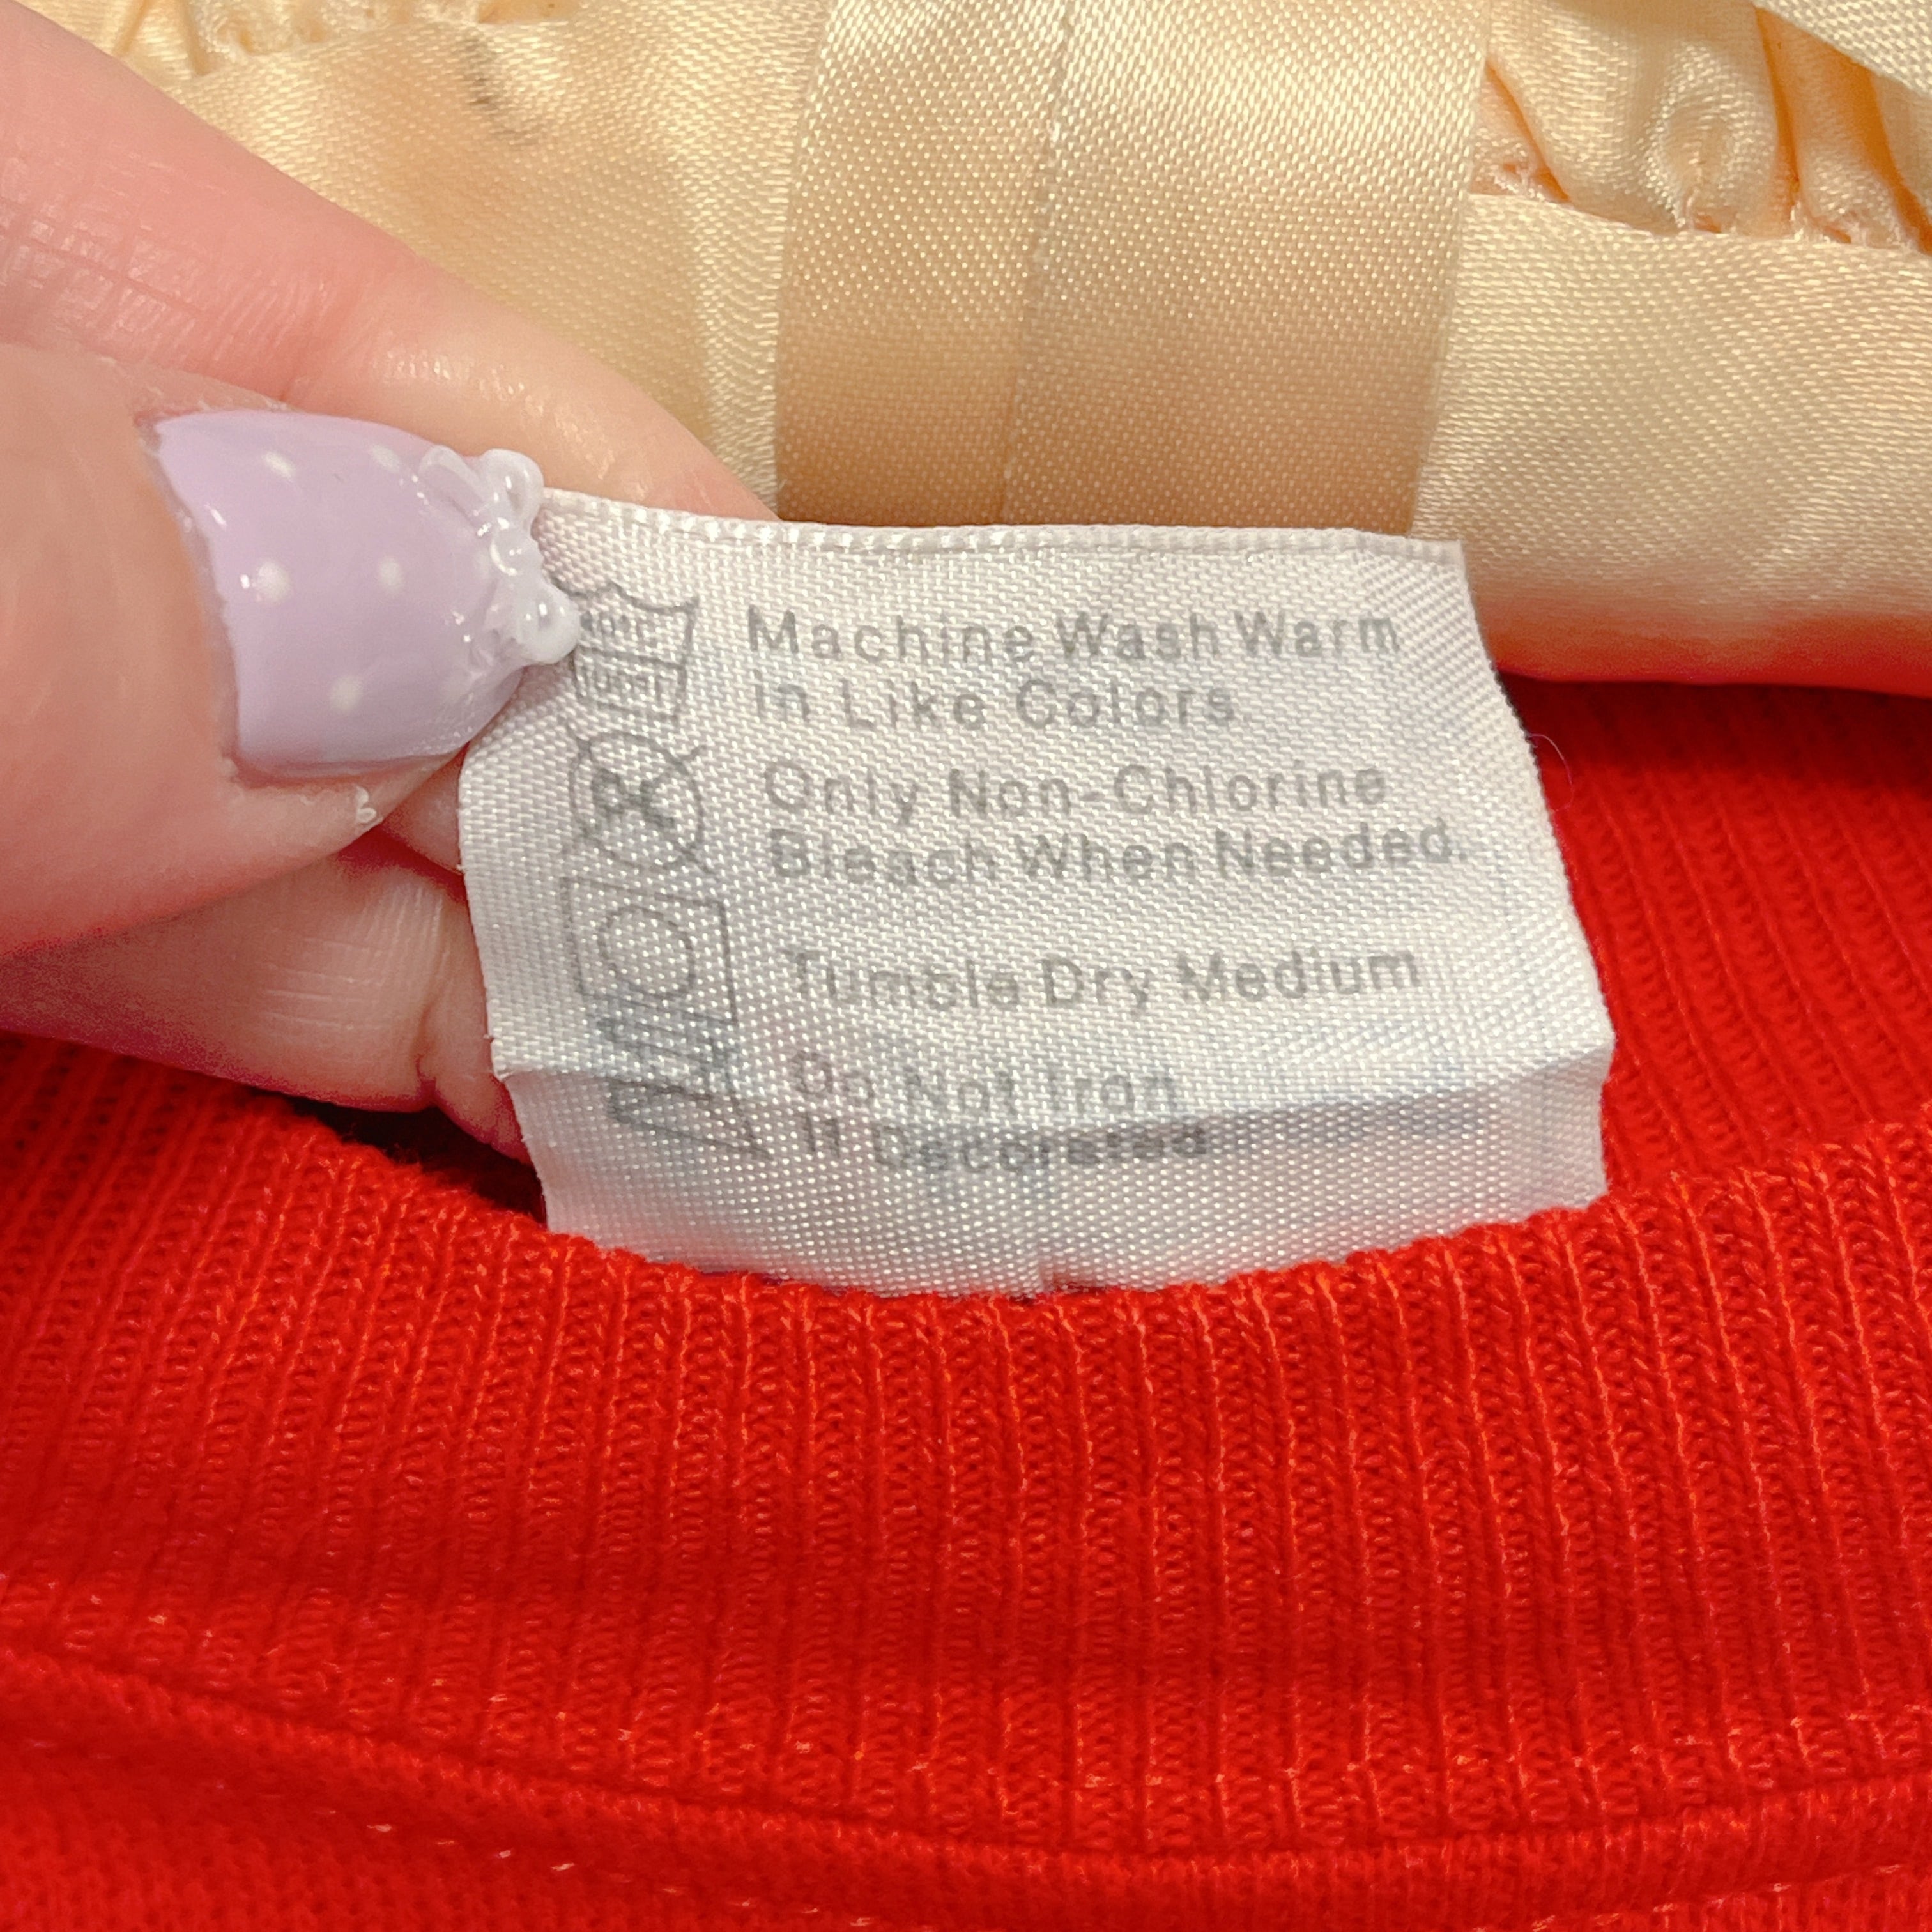 Machine Wash Warm
in Like Colors
Only Non-Chlorine
Bleach When Needed.
Tumble Dry Medium
Do Not Iron
If Decorated